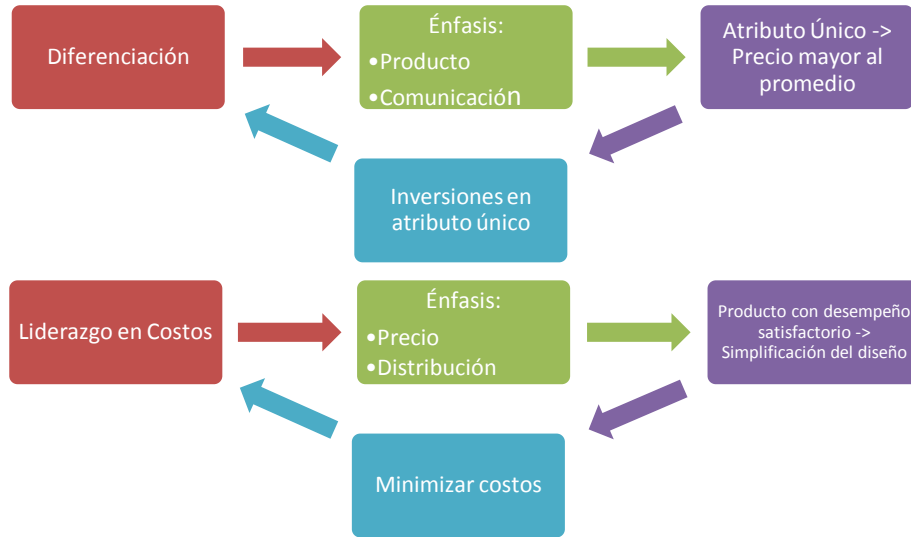 Diferenciación
Énfasis:
•Producto
•Comunicación
Atributo Único ->
Precio mayor al
promedio
Inversiones en
atributo único
Liderazgo en Costos
Énfasis:
•Precio
•Distribución
Producto con desempeño
satisfactorio ->
Simplificación del diseño
Minimizar costos